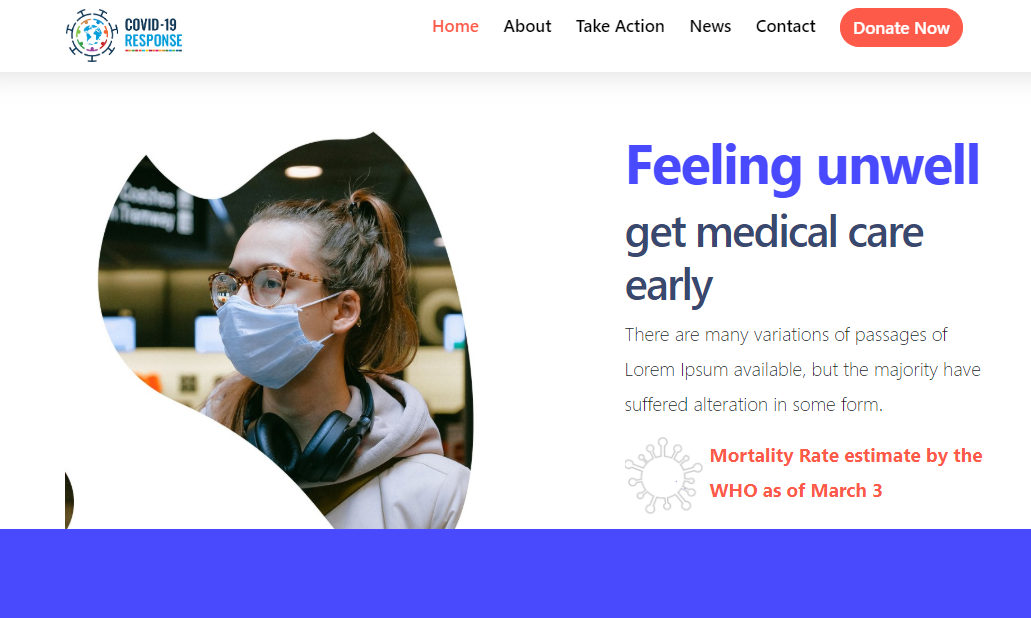 COVID-19
RESPONSE
Home About Take Action News Contact Donate Now
Coaches
Tramway
Feeling unwell
get medical care
early
There are many variations of passages of
Lorem Ipsum available, but the majority have
suffered alteration in some form.
Mortality Rate estimate by the
WHO as of March 3